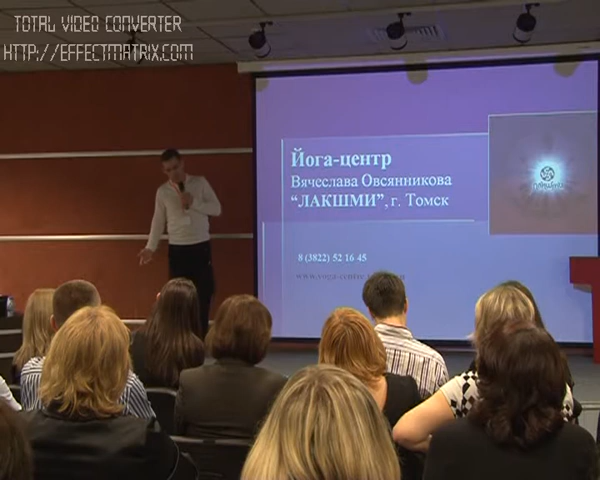 TOTAL VIDEO CONVERTER
HTTP://EFFECTMATRIX.COM
Йога-центр
Вячеслава Овсянникова
“ЛАКШМИ”, г. Томск
8 (3822) 52 16 45